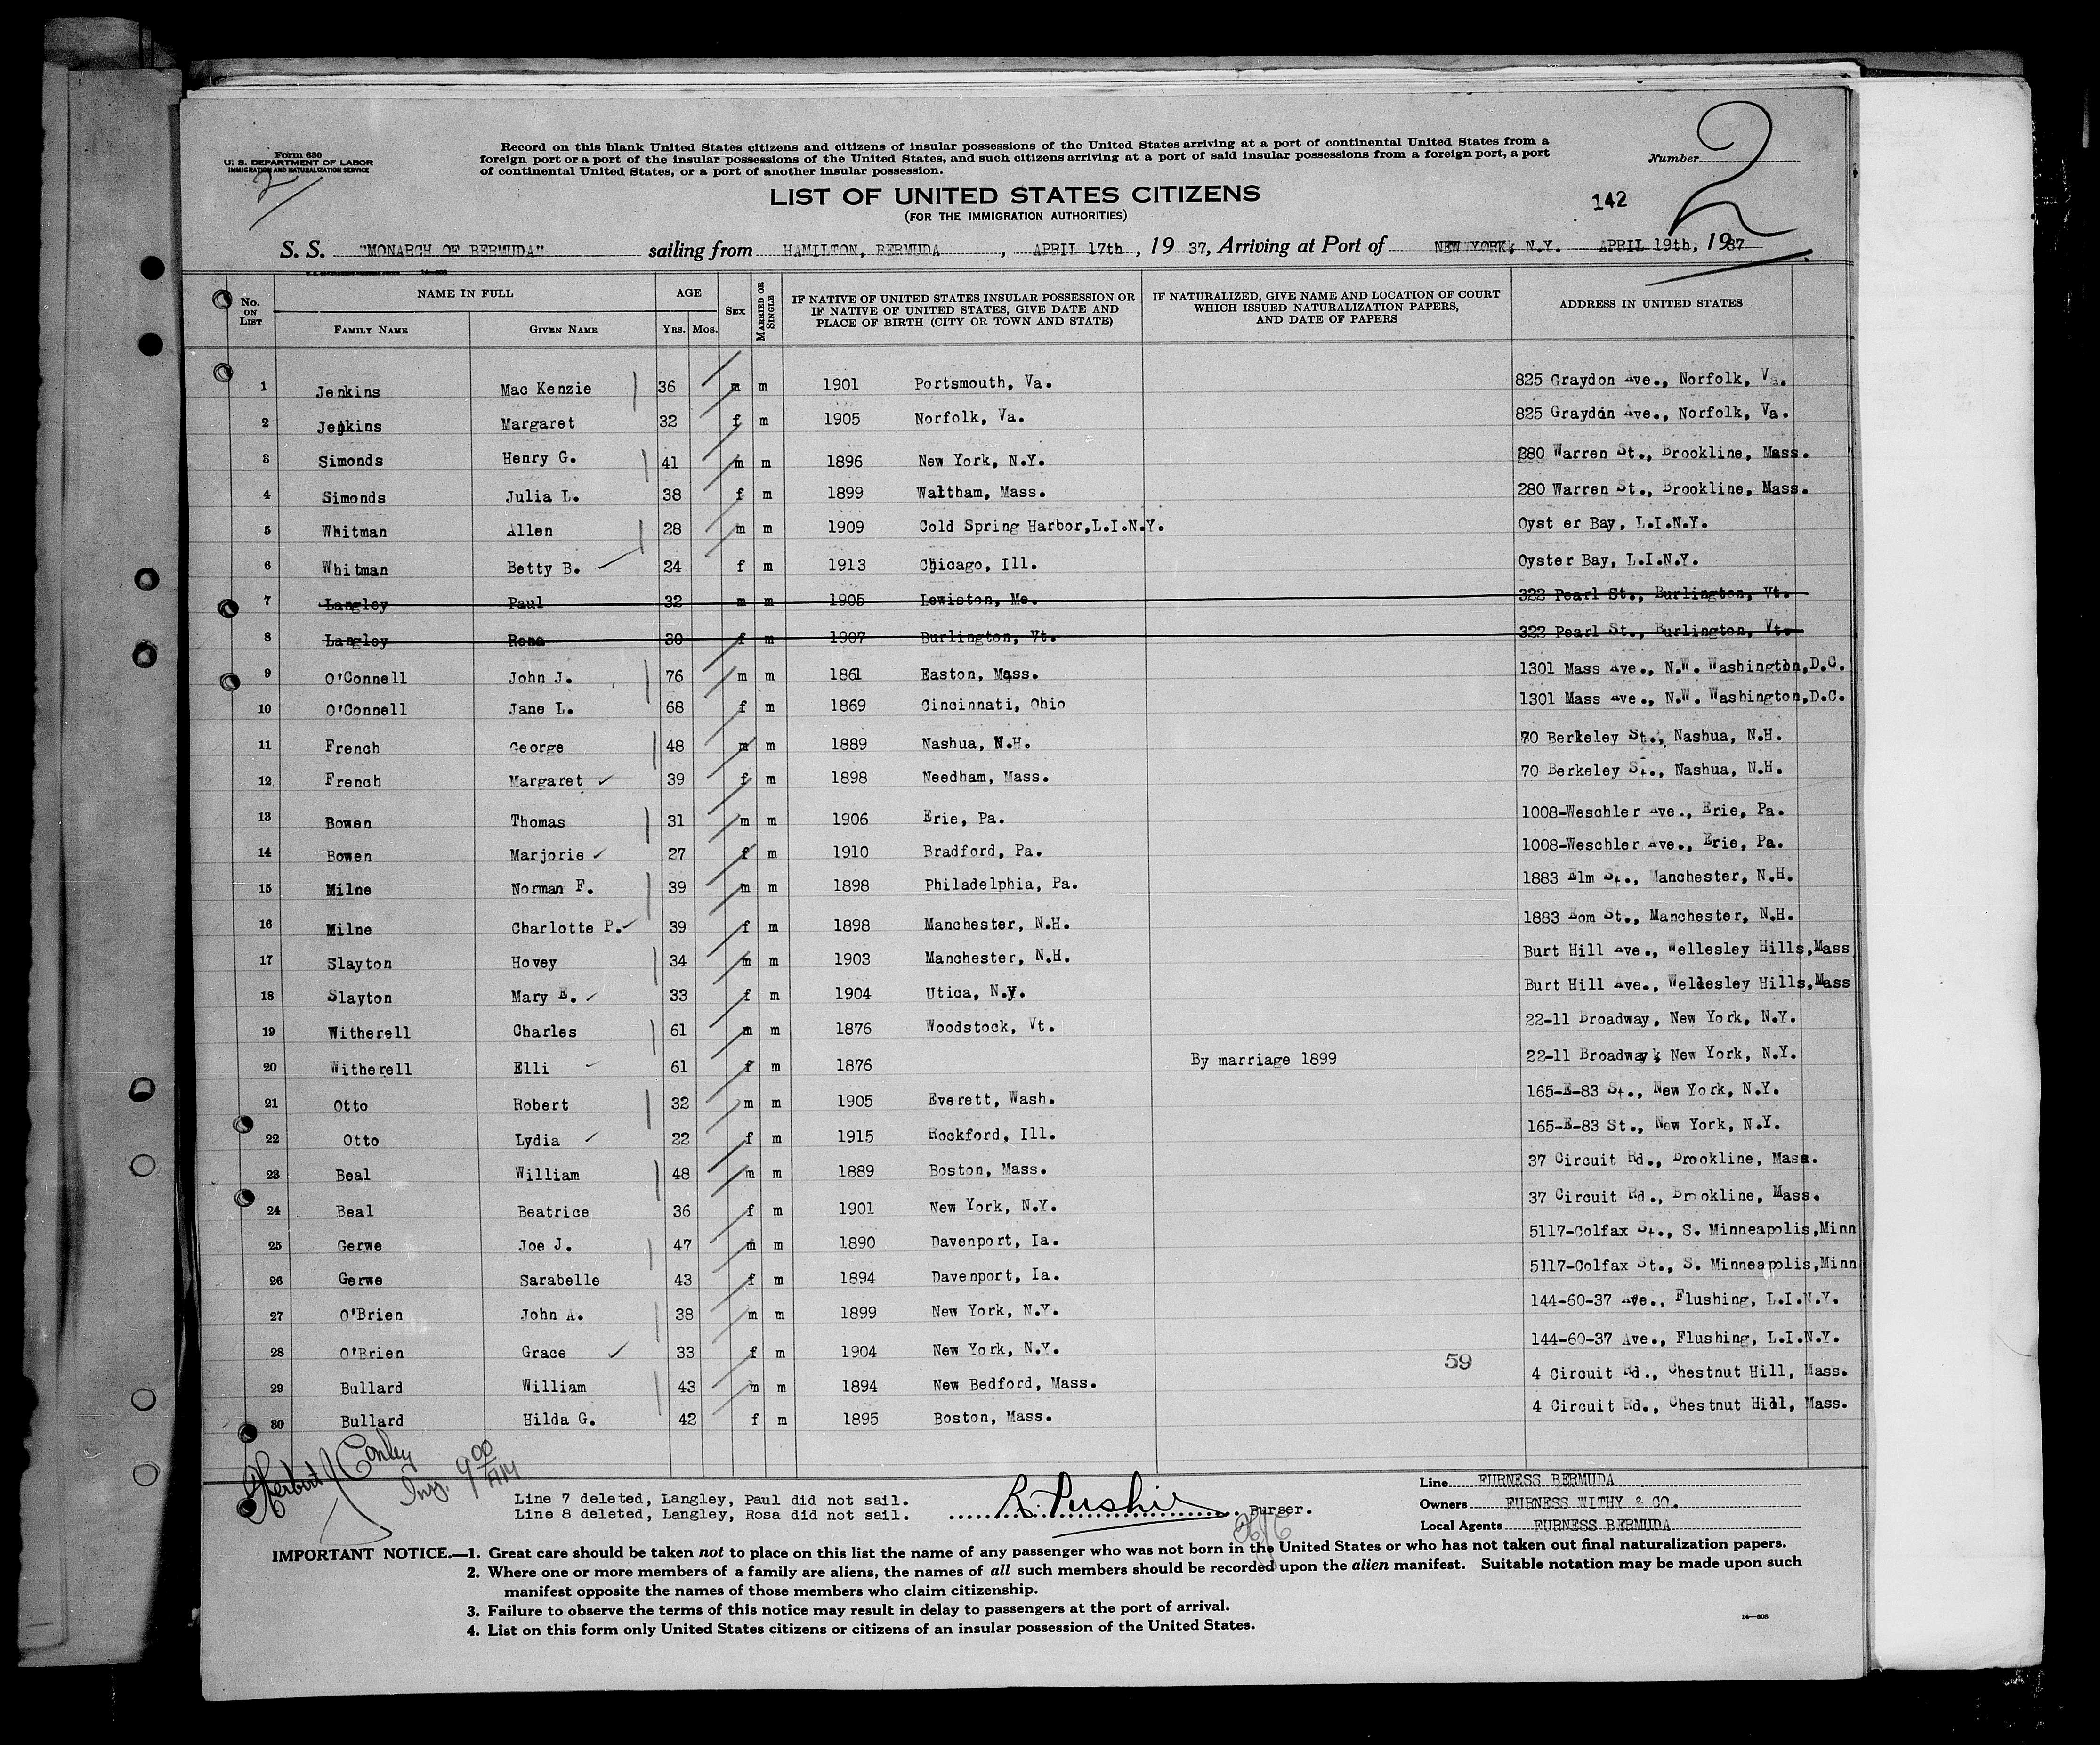 Form 630
U. S. DEPARTMENT OF LABOR
IMMIGRATION AND NATURALIZATION SERVICE
2
Record on this blank United States citizens and citizens of insular possessions of the United States arriving at a port of continental United States from a
foreign port or a port of the insular possessions of the United States, and such citizens arriving at a port of said insular possessions from a foreign port, a port
of continental United States, or a port of another insular possession.
Number 2
LIST OF UNITED STATES CITIZENS
(FOR THE IMMIGRATION AUTHORITIES)
142
S. S. "MONARCH OF BERMUDA" sailing from HAMILTON, BERMUDA, APRIL 17th, 19 37, Arriving at Port of NEW YORK, N.Y. APRIL 19th, 1937
No. ON LIST NAME IN FULL AGE SEX MARRIED OR SINGLE IF NATIVE OF UNITED STATES INSULAR POSSESSION OR IF NATIVE OF UNITED STATES, GIVE DATE AND PLACE OF BIRTH (CITY OR TOWN AND STATE) IF NATURALIZED, GIVE NAME AND LOCATION OF COURT WHICH ISSUED NATURALIZATION PAPERS, AND DATE OF PAPERS ADDRESS IN UNITED STATES
FAMILY NAME GIVEN NAME YRS. MOS.
1 Jenkins Mac Kenzie 36 m m 1901 Portsmouth, Va. 825 Graydon Ave., Norfolk, Va.
2 Jenkins Margaret 32 f m 1905 Norfolk, Va. 825 Graydon Ave., Norfolk, Va.
3 Simonds Henry G. 41 m m 1896 New York, N.Y. 280 Warren St., Brookline, Mass.
4 Simonds Julia L. 38 f m 1899 Waltham, Mass. 280 Warren St., Brookline, Mass.
5 Whitman Allen 28 m m 1909 Cold Spring Harbor,L.I.N.Y. Oyst er Bay, L.I.N.Y.
6 Whitman Betty B. 24 f m 1913 Chicago, Ill. Oyster Bay, L.I.N.Y.
7 Langley Paul 32 m m 1905 Lewiston, Me. 322 Pearl St., Burlington, Vt.
8 Langley Rosa 30 f m 1907 Burlington, Vt. 322 Pearl St., Burlington, Vt.
9 O'Connell John J. 76 m m 1861 Easton, Mass. 1301 Mass Ave., N.W. Washington,D.C.
10 O'Connell Jane L. 68 f m 1869 Cincinnati, Ohio 1301 Mass Ave., N.W. Washington,D.C.
11 French George 48 m m 1889 Nashua, N.H. 70 Berkeley St., Nashua, N.H.
12 French Margaret 39 f m 1898 Needham, Mass. 70 Berkeley St., Nashua, N.H.
13 Bowen Thomas 31 m m 1906 Erie, Pa. 1008-Weschler Ave., Erie, Pa.
14 Bowen Marjorie 27 f m 1910 Bradford, Pa. 1008-Weschler Ave., Erie, Pa.
15 Milne Norman F. 39 m m 1898 Philadelphia, Pa. 1883 Elm St., Manchester, N.H.
16 Milne Charlotte P. 39 f m 1898 Manchester, N.H. 1883 Eom St., Manchester, N.H.
17 Slayton Hovey 34 m m 1903 Manchester, N.H. Burt Hill Ave., Wellesley Hills,Mass
18 Slayton Mary E. 33 f m 1904 Utica, N.Y. Burt Hill Ave., Wellesley Hills,Mass
19 Witherell Charles 61 m m 1876 Woodstock, Vt. 22-11 Broadway, New York, N.Y.
20 Witherell Elli 61 f m 1876 By marriage 1899 22-11 Broadway, New York, N.Y.
21 Otto Robert 32 m m 1905 Everett, Wash. 165-E-83 St., New York, N.Y.
22 Otto Lydia 22 f m 1915 Rockford, Ill. 165-E-83 St., New York, N.Y.
23 Beal William 48 m m 1889 Boston, Mass. 37 Circuit Rd., Brookline, Mass.
24 Beal Beatrice 36 f m 1901 New York, N.Y. 37 Circuit Rd., Brookline, Mass.
25 Gerwe Joe J. 47 m m 1890 Davenport, Ia. 5117-Colfax St., S. Minneapolis,Minn
26 Gerwe Sarabelle 43 f m 1894 Davenport, Ia. 5117-Colfax St., S. Minneapolis,Minn
27 O'Brien John A. 38 m m 1899 New York, N.Y. 144-60-37 Ave., Flushing, L.I.N.Y.
28 O'Brien Grace 33 f m 1904 New York, N.Y. 144-60-37 Ave., Flushing, L.I.N.Y.
59
29 Bullard William 43 m m 1894 New Bedford, Mass. 4 Circuit Rd., Chestnut Hill, Mass.
30 Bullard Hilda G. 42 f m 1895 Boston, Mass. 4 Circuit Rd., Chestnut Hill, Mass.
Herbert J Conley
Ins. 9 00 AM
Line 7 deleted, Langley, Paul did not sail.
Line 8 deleted, Langley, Rosa did not sail.
Purser.
Line FURNESS BERMUDA
Owners FURNESS WITHY & CO.
Local Agents FURNESS BERMUDA
IMPORTANT NOTICE.—1. Great care should be taken not to place on this list the name of any passenger who was not born in the United States or who has not taken out final naturalization papers.
2. Where one or more members of a family are aliens, the names of all such members should be recorded upon the alien manifest. Suitable notation may be made upon such
manifest opposite the names of those members who claim citizenship.
3. Failure to observe the terms of this notice may result in delay to passengers at the port of arrival.
4. List on this form only United States citizens or citizens of an insular possession of the United States.
14—608